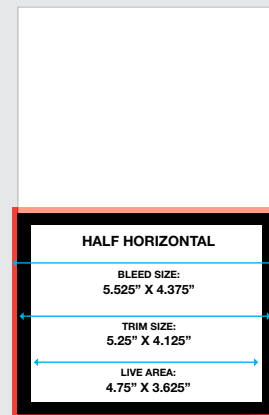 HALF HORIZONTAL
BLEED SIZE:
5.525” X 4.375”
TRIM SIZE:
5.25” X 4.125”
LIVE AREA:
4.75” X 3.625”